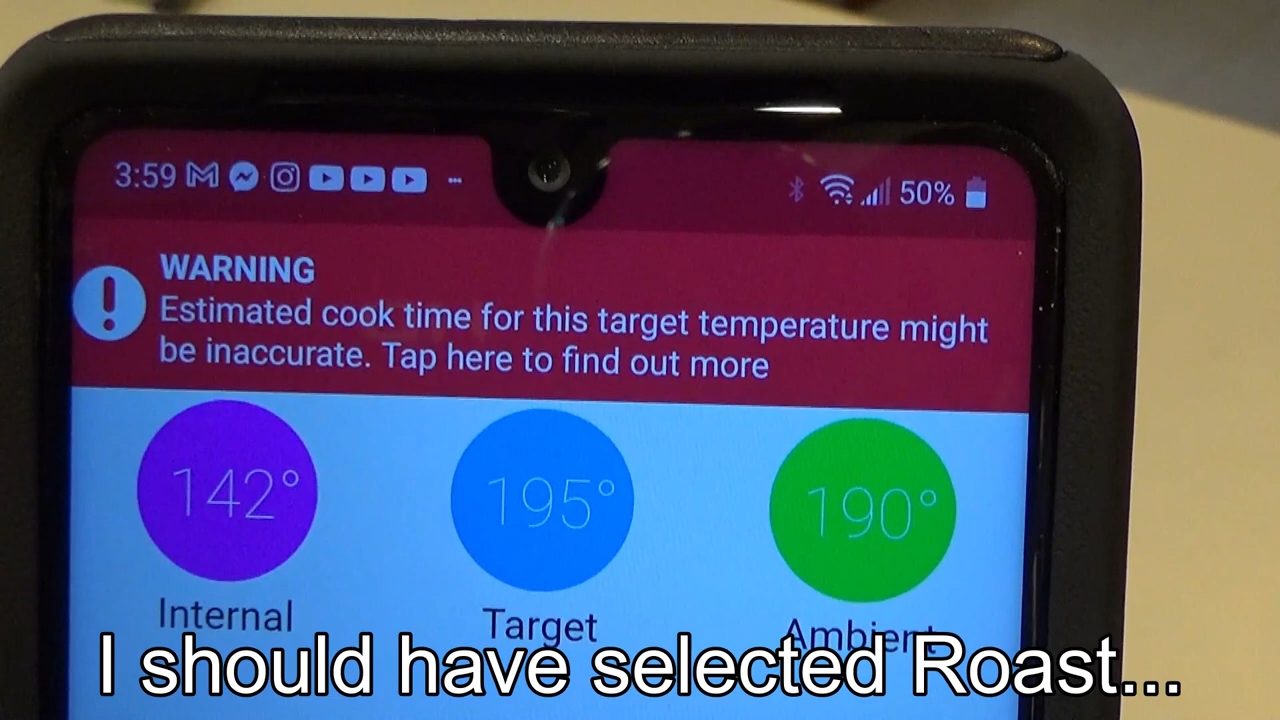 3:59 50%
WARNING
Estimated cook time for this target temperature might
be inaccurate. Tap here to find out more
142° 195° 190°
Internal Target Ambient
I should have selected Roast...